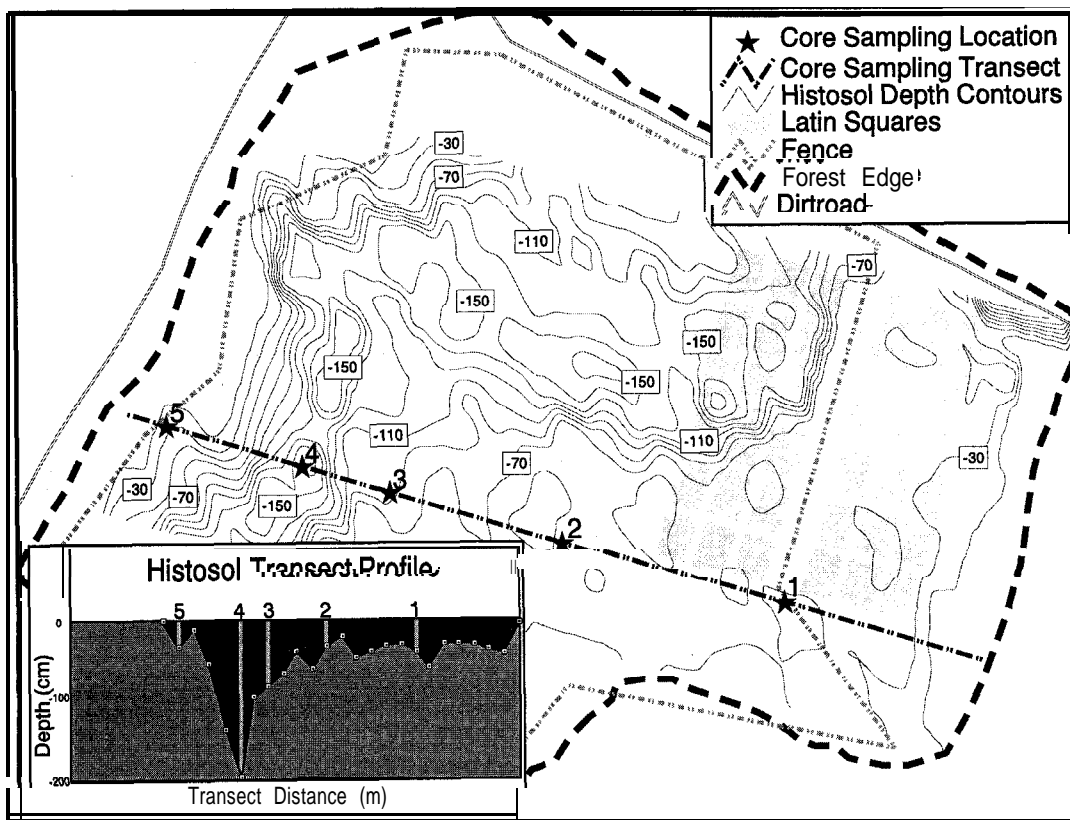 Core Sampling Location
Core Sampling Transect
Histosol Depth Contours
Latin Squares
Fence
Forest Edge
Dirtroad
-30
-70
-110
-70
-150
-150
-150
-150
5
-110
-110
4
-70
-30
3
-30
-70
-150
2
1
Histosol Transect Profile
5 4 3 2 1
0
-100
-200
Depth (cm)
Transect Distance (m)